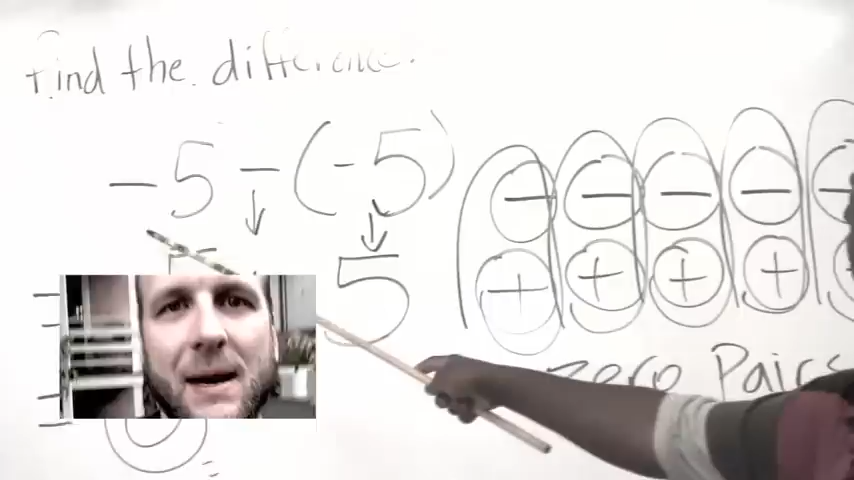 Find the difference.
- 5 - (-5)
5
zero Pairs